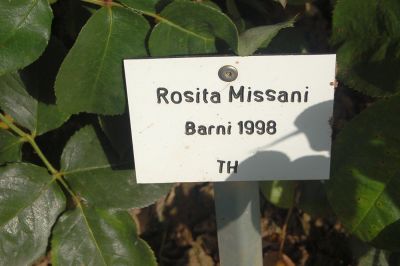 Rosita Missani
Barni 1998
TH